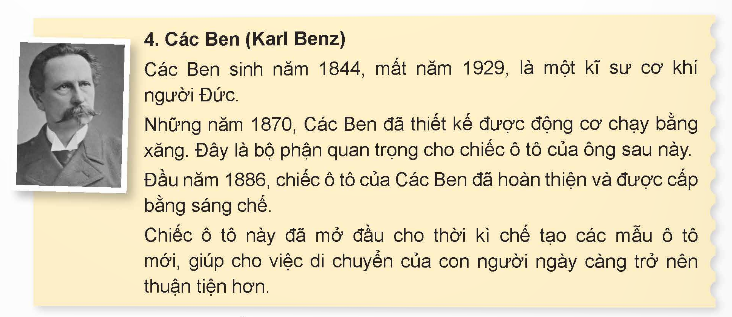 4. Các Ben (Karl Benz)
Các Ben sinh năm 1844, mất năm 1929, là một kĩ sư cơ khí
người Đức.
Những năm 1870, Các Ben đã thiết kế được động cơ chạy bằng
xăng. Đây là bộ phận quan trọng cho chiếc ô tô của ông sau này.
Đầu năm 1886, chiếc ô tô của Các Ben đã hoàn thiện và được cấp
bằng sáng chế.
Chiếc ô tô này đã mở đầu cho thời kì chế tạo các mẫu ô tô
mới, giúp cho việc di chuyển của con người ngày càng trở nên
thuận tiện hơn.